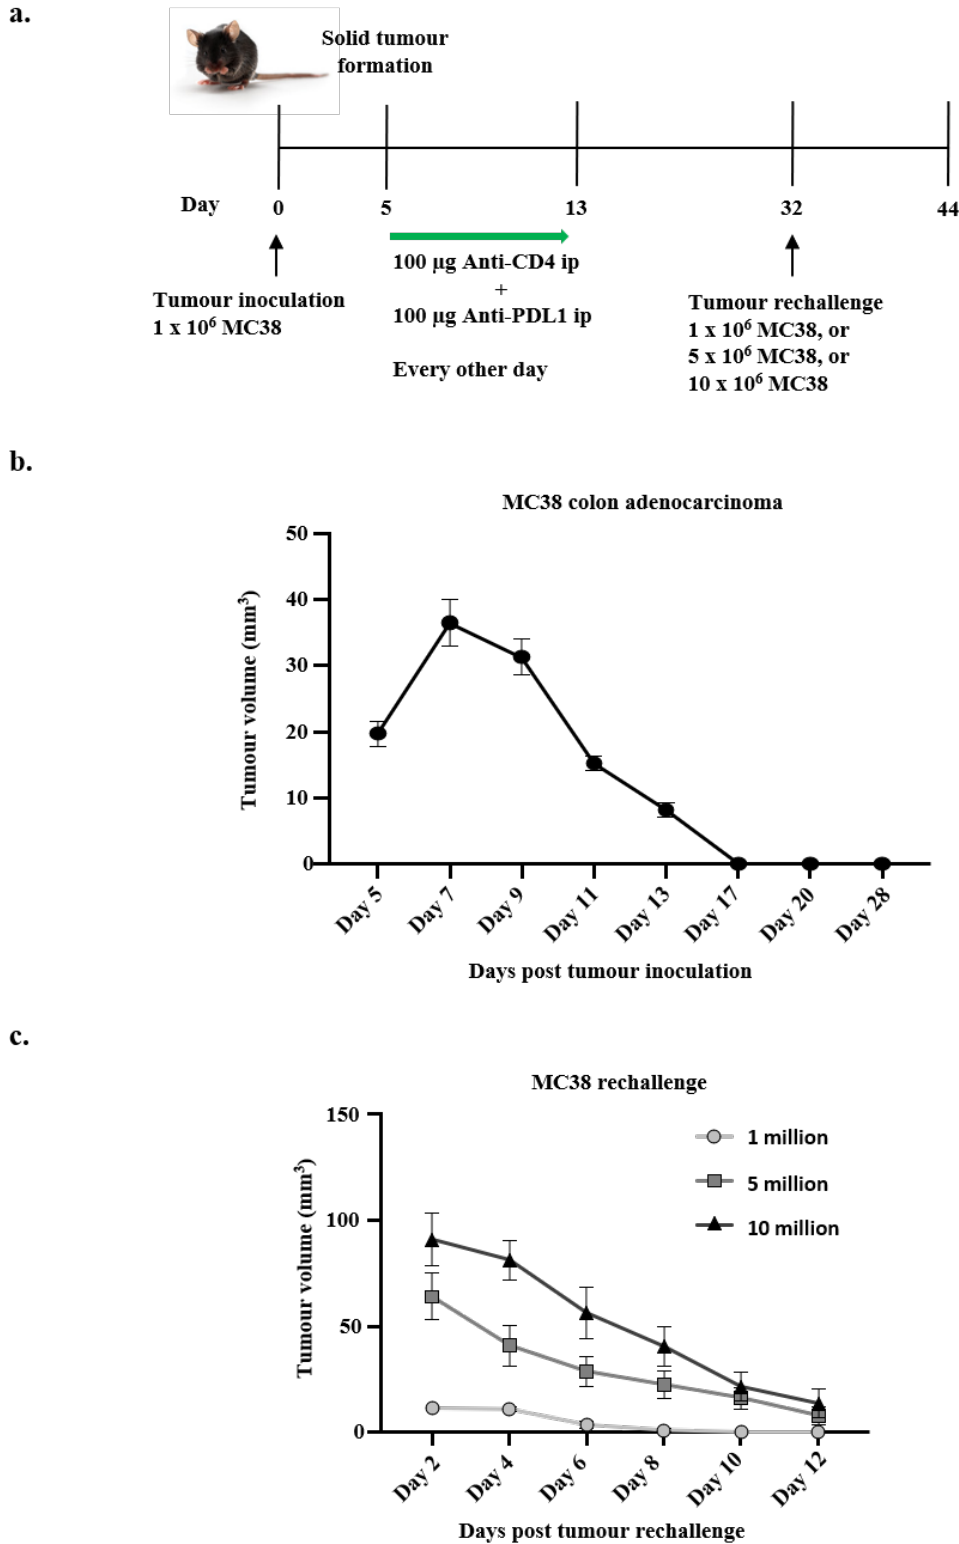 a.
Solid tumour
formation
Day 0 5 13 32 44
Tumour inoculation
1 x 10⁶ MC38
100 µg Anti-CD4 ip
+
100 µg Anti-PDL1 ip
Every other day
Tumour rechallenge
1 x 10⁶ MC38, or
5 x 10⁶ MC38, or
10 x 10⁶ MC38
b.
MC38 colon adenocarcinoma
Tumour volume (mm³)
50
40
30
20
10
0
Day 5 Day 7 Day 9 Day 11 Day 13 Day 17 Day 20 Day 28
Days post tumour inoculation
c.
MC38 rechallenge
Tumour volume (mm³)
150
100
50
0
1 million
5 million
10 million
Day 2 Day 4 Day 6 Day 8 Day 10 Day 12
Days post tumour rechallenge